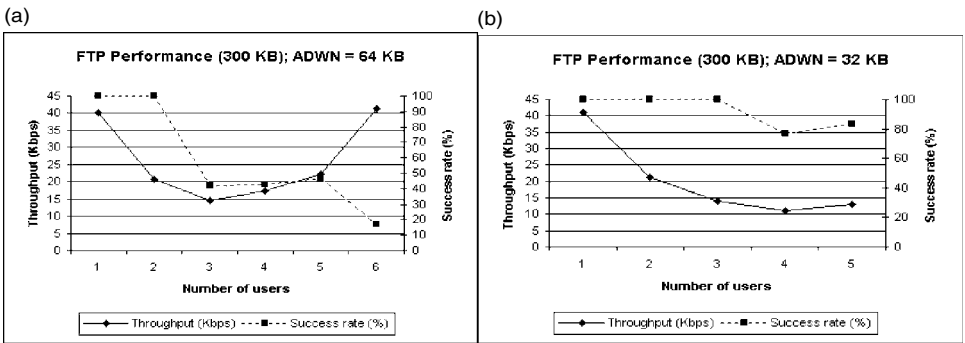 (a)
FTP Performance (300 KB); ADWN = 64 KB
Throughput (Kbps)
45
40
35
30
25
20
15
10
5
0
100
90
80
70
60
50
40
30
20
10
0
Success rate (%)
1 2 3 4 5 6
Number of users
Throughput (Kbps) Success rate (%)
(b)
FTP Performance (300 KB); ADWN = 32 KB
Throughput (Kbps)
45
40
35
30
25
20
15
10
5
0
100
80
60
40
20
0
Success rate (%)
1 2 3 4 5
Number of users
Throughput (Kbps) Success rate (%)